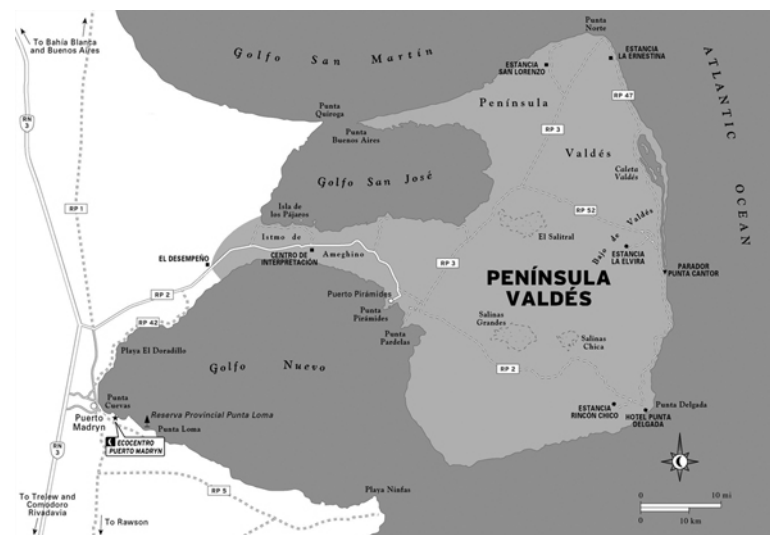 To Bahía Blanca
and Buenos Aires
Golfo San Martín
Punta
Norte
ESTANCIA
LA ERNESTINA
ESTANCIA
SAN LORENZO
ATLANTIC OCEAN
RP 47
Península
Valdés
Punta
Quiroga
Punta
Buenos Aires
RN
3
RP 3
Golfo San José
Caleta
Valdés
RP 1
Isla de
los Pájaros
RP 52
Istmo de
Ameghino
El Salitral
Bajo de Valdés
EL DESEMPEÑO
CENTRO DE
INTERPRETACIÓN
RP 3
ESTANCIA
LA ELVIRA
PARADOR
PUNTA CANTOR
PENÍNSULA
VALDÉS
RP 2
Puerto Pirámides
Punta
Pirámides
Salinas
Grandes
RP 42
Punta
Pardelas
Salinas
Chica
Playa El Doradillo
Golfo Nuevo
RP 2
Punta
Cuevas
Reserva Provincial Punta Loma
ESTANCIA
RINCÓN CHICO
Punta Delgada
HOTEL PUNTA
DELGADA
Puerto
Madryn
Punta Loma
ECOCENTRO
PUERTO MADRYN
RN
3
RP 5
Playa Ninfas
To Trelew and
Comodoro
Rivadavia
To Rawson
0 10 mi
0 10 km